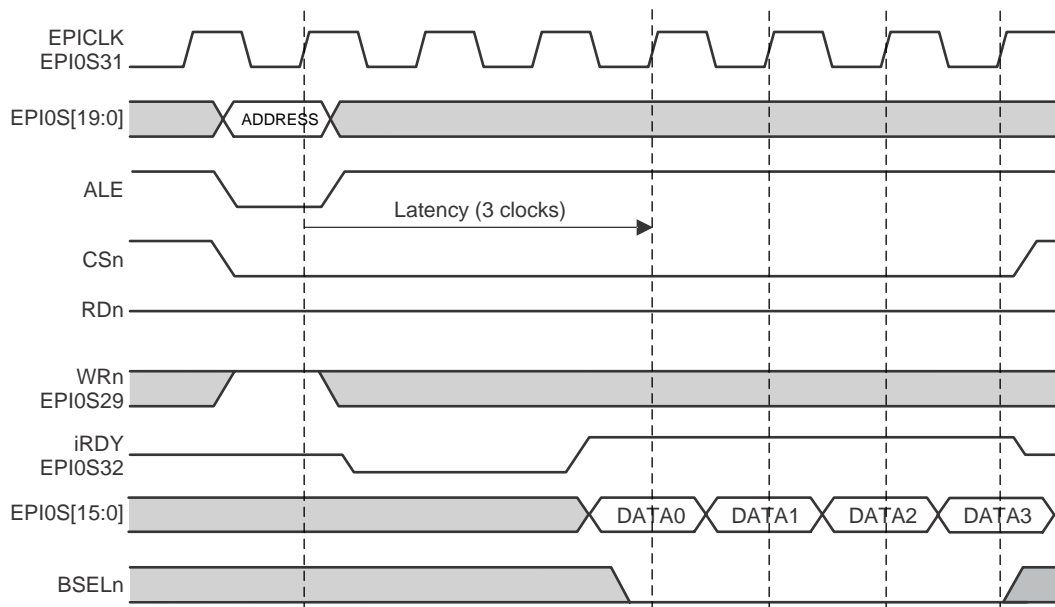 EPICLK
EPI0S31
EPI0S[19:0]
ADDRESS
ALE
Latency (3 clocks)
CSn
RDn
WRn
EPI0S29
iRDY
EPI0S32
EPI0S[15:0]
DATA0
DATA1
DATA2
DATA3
BSELn